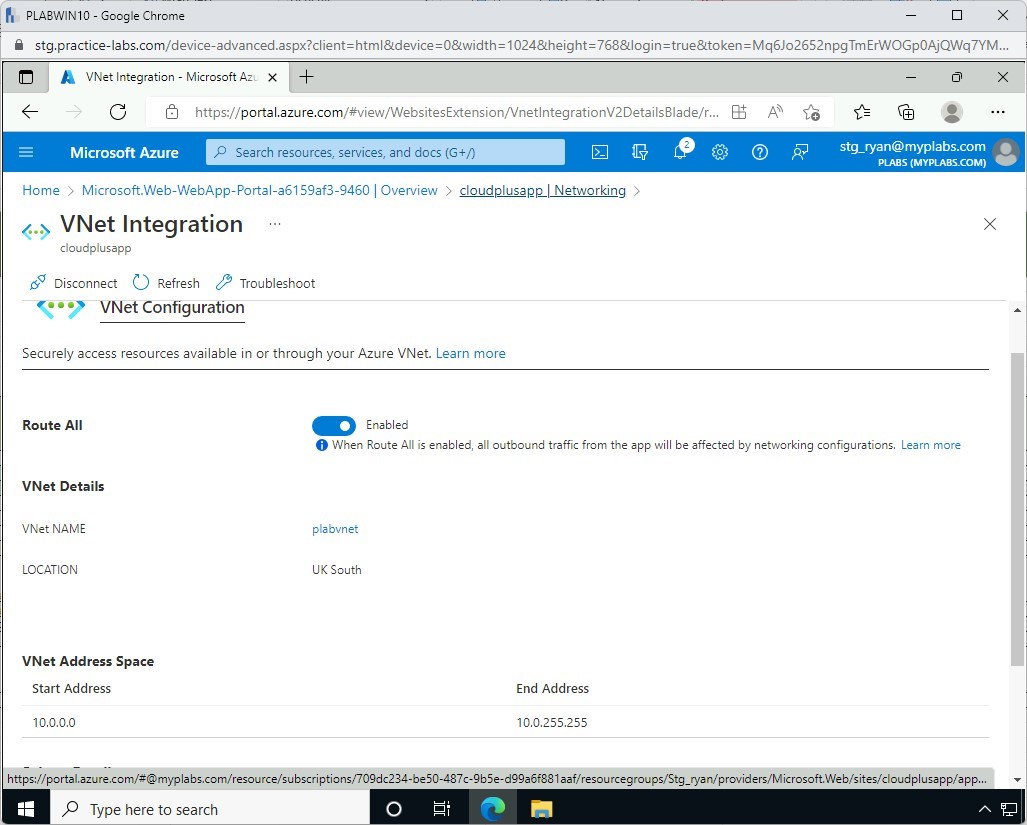 PLABWIN10 - Google Chrome
stg.practice-labs.com/device-advanced.aspx?client=html&device=0&width=1024&height=768&login=true&token=Mq6Jo2652npgTmErWOGp0AjQWq7YM...
VNet Integration - Microsoft Azu
https://portal.azure.com/#view/WebsitesExtension/VnetIntegrationV2DetailsBlade/r...
Microsoft Azure
Search resources, services, and docs (G+/)
2
stg_ryan@myplabs.com
PLABS (MYPLABS.COM)
Home > Microsoft.Web-WebApp-Portal-a6159af3-9460 | Overview > cloudplusapp | Networking >
VNet Integration ...
cloudplusapp
Disconnect Refresh Troubleshoot
VNet Configuration
Securely access resources available in or through your Azure VNet. Learn more
Route All Enabled
When Route All is enabled, all outbound traffic from the app will be affected by networking configurations. Learn more
VNet Details
VNet NAME plabvnet
LOCATION UK South
VNet Address Space
Start Address End Address
10.0.0.0 10.0.255.255
https://portal.azure.com/#@myplabs.com/resource/subscriptions/709dc234-be50-487c-9b5e-d99a6f881aaf/resourcegroups/Stg_ryan/providers/Microsoft.Web/sites/cloudplusapp/app...
Type here to search